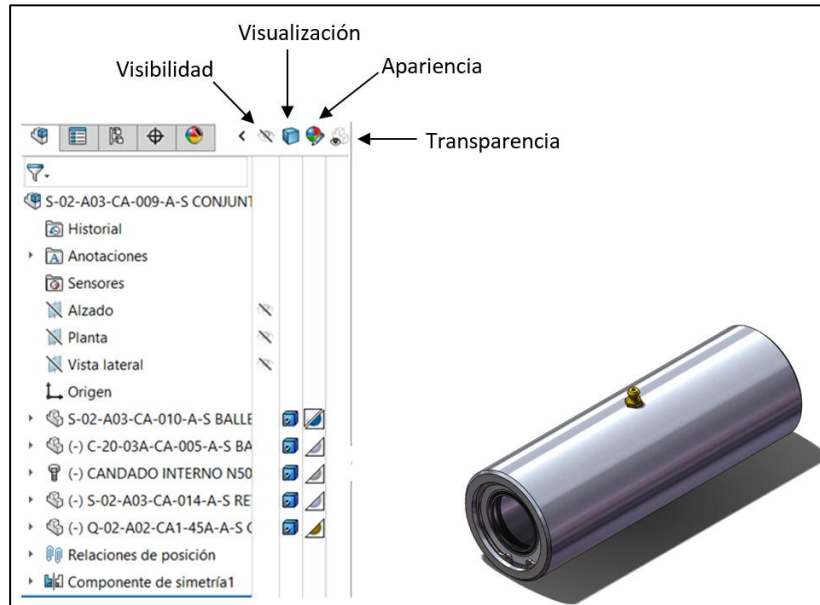 Visualización
Visibilidad
Apariencia
Transparencia
S-02-A03-CA-009-A-S CONJUNT
Historial
Anotaciones
Sensores
Alzado
Planta
Vista lateral
Origen
S-02-A03-CA-010-A-S BALLE
(-) C-20-03A-CA-005-A-S BA
(-) CANDADO INTERNO N50
(-) S-02-A03-CA-014-A-S RE
(-) Q-02-A02-CA1-45A-A-S C
Relaciones de posición
Componente de simetría1